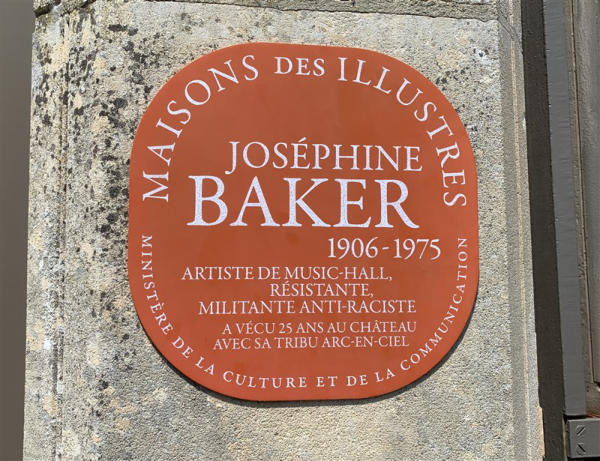 MAISONS DES ILLUSTRES
JOSÉPHINE
BAKER
1906-1975
ARTISTE DE MUSIC-HALL,
RÉSISTANTE,
MILITANTE ANTI-RACISTE
A VÉCU 25 ANS AU CHÂTEAU
AVEC SA TRIBU ARC-EN-CIEL
MINISTÈRE DE LA CULTURE ET DE LA COMMUNICATION